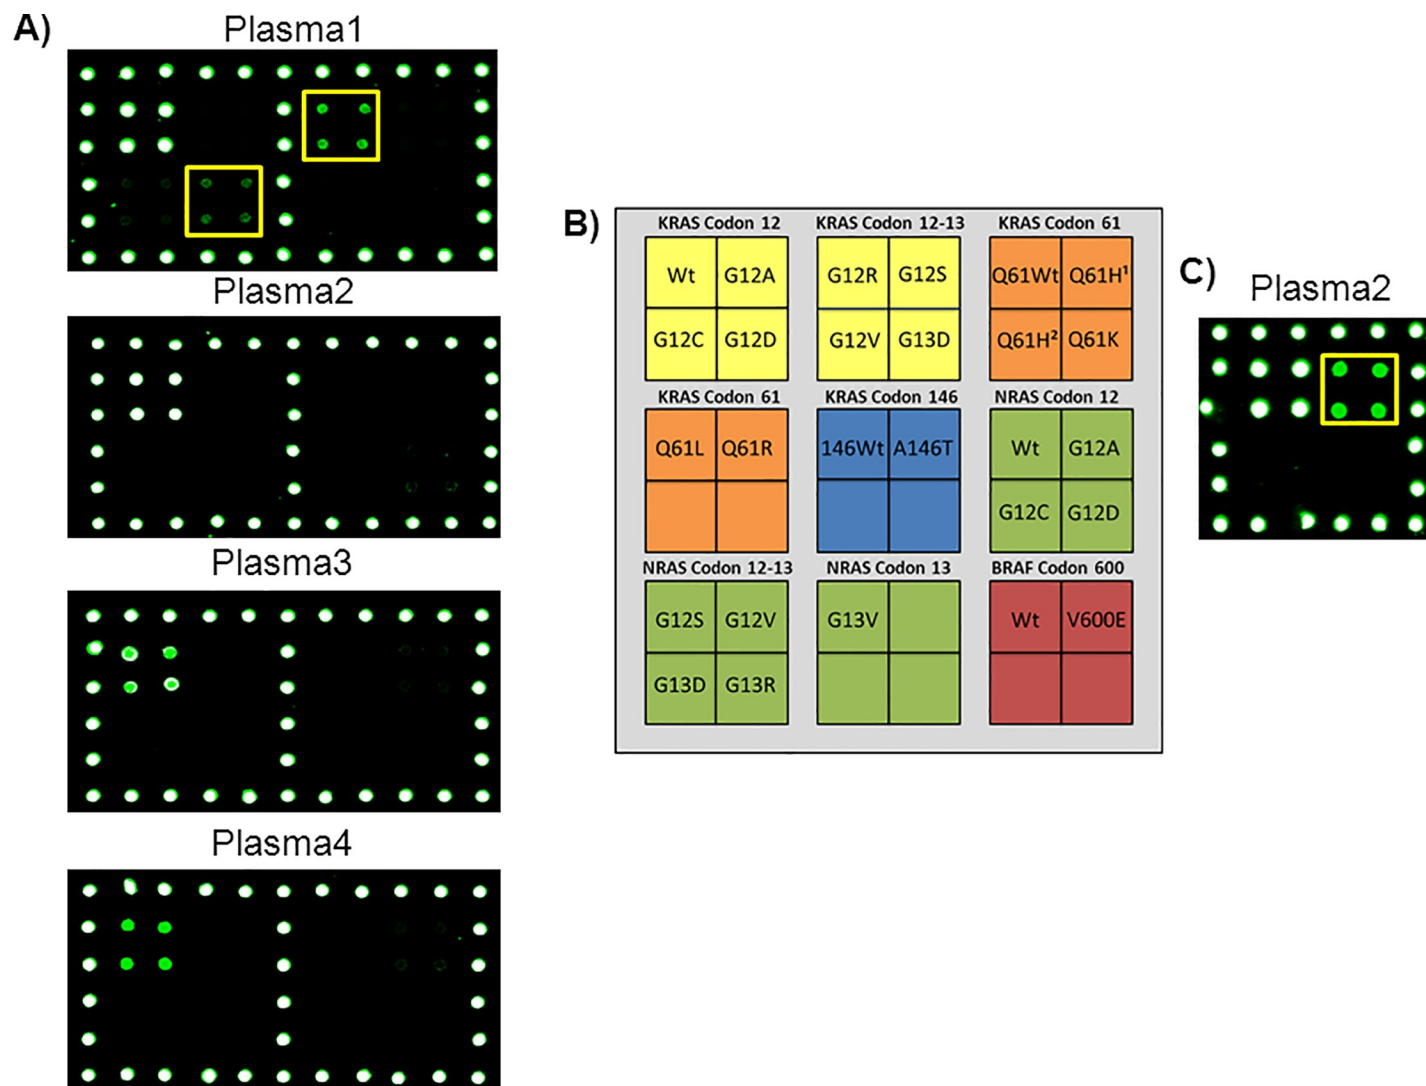 A)
Plasma1
Plasma2
Plasma3
Plasma4
B)
KRAS Codon 12 KRAS Codon 12-13 KRAS Codon 61
Wt G12A G12R G12S Q61Wt Q61H¹
G12C G12D G12V G13D Q61H² Q61K
KRAS Codon 61 KRAS Codon 146 NRAS Codon 12
Q61L Q61R 146Wt A146T Wt G12A
G12C G12D
NRAS Codon 12-13 NRAS Codon 13 BRAF Codon 600
G12S G12V G13V Wt V600E
G13D G13R
C)
Plasma2